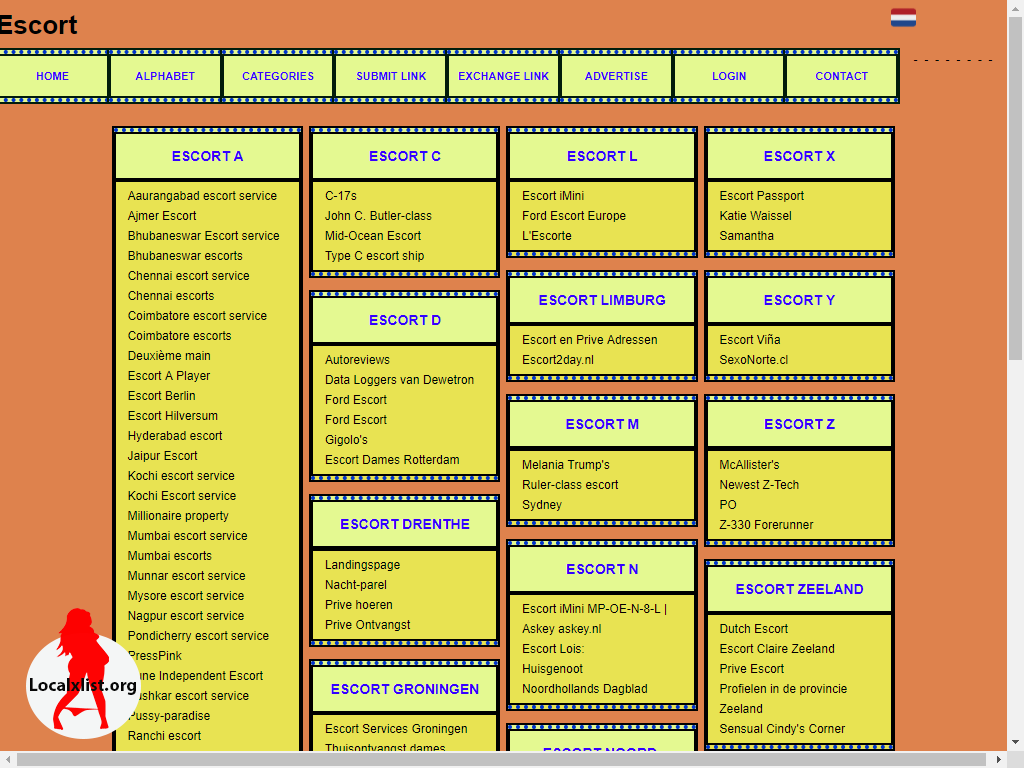 Escort
HOME
ALPHABET
CATEGORIES
SUBMIT LINK
EXCHANGE LINK
ADVERTISE
LOGIN
CONTACT
- - - - - - - -
ESCORT A
Aaurangabad escort service
Ajmer Escort
Bhubaneswar Escort service
Bhubaneswar escorts
Chennai escort service
Chennai escorts
Coimbatore escort service
Coimbatore escorts
Deuxième main
Escort A Player
Escort Berlin
Escort Hilversum
Hyderabad escort
Jaipur Escort
Kochi escort service
Kochi Escort service
Millionaire property
Mumbai escort service
Mumbai escorts
Munnar escort service
Mysore escort service
Nagpur escort service
Pondicherry escort service
PressPink
Independent Escort
escort service
Pussy-paradise
Ranchi escort
ESCORT C
C-17s
John C. Butler-class
Mid-Ocean Escort
Type C escort ship
ESCORT D
Autoreviews
Data Loggers van Dewetron
Ford Escort
Ford Escort
Gigolo's
Escort Dames Rotterdam
ESCORT DRENTHE
Landingspage
Nacht-parel
Prive hoeren
Prive Ontvangst
ESCORT GRONINGEN
Escort Services Groningen
Thuisontvangst dames
ESCORT L
Escort iMini
Ford Escort Europe
L'Escorte
ESCORT LIMBURG
Escort en Prive Adressen
Escort2day.nl
ESCORT M
Melania Trump's
Ruler-class escort
Sydney
ESCORT N
Escort iMini MP-OE-N-8-L |
Askey askey.nl
Escort Lois:
Huisgenoot
Noordhollands Dagblad
ESCORT NOORD
ESCORT X
Escort Passport
Katie Waissel
Samantha
ESCORT Y
Escort Viña
SexoNorte.cl
ESCORT Z
McAllister's
Newest Z-Tech
PO
Z-330 Forerunner
ESCORT ZEELAND
Dutch Escort
Escort Claire Zeeland
Prive Escort
Profielen in de provincie
Zeeland
Sensual Cindy's Corner
Localxlist.org